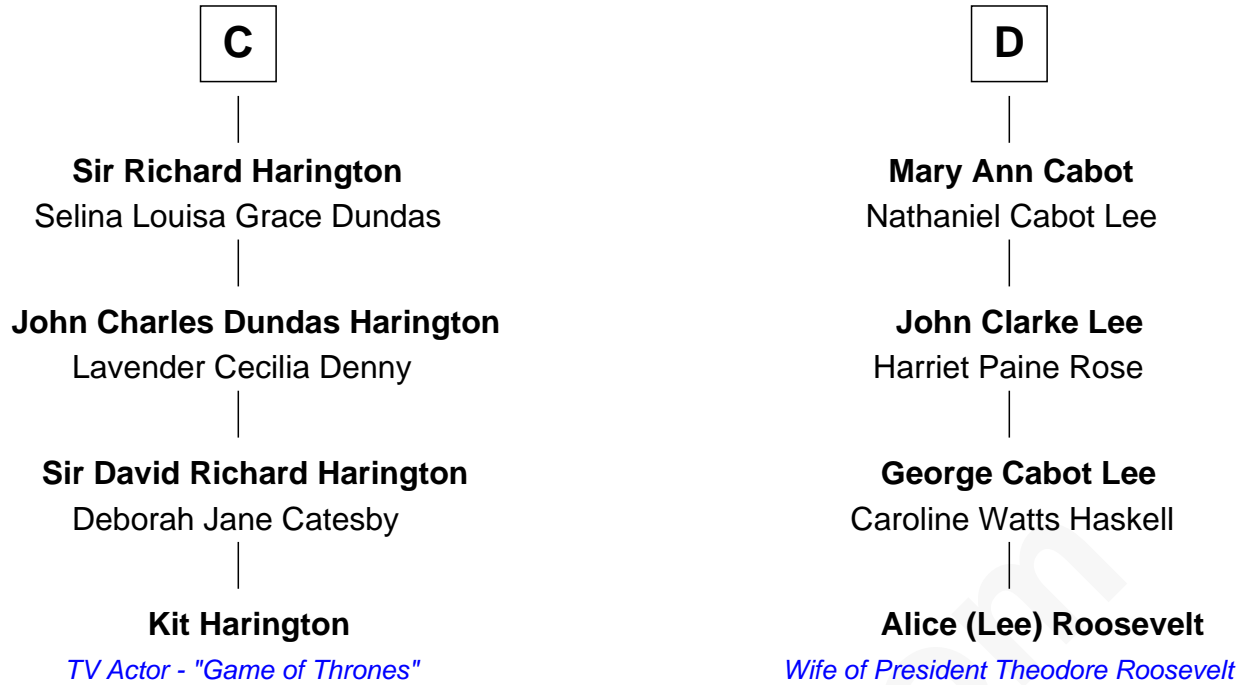 C
Sir Richard Harington
Selina Louisa Grace Dundas
John Charles Dundas Harington
Lavender Cecilia Denny
Sir David Richard Harington
Deborah Jane Catesby
Kit Harington
TV Actor - "Game of Thrones"
D
Mary Ann Cabot
Nathaniel Cabot Lee
John Clarke Lee
Harriet Paine Rose
George Cabot Lee
Caroline Watts Haskell
Alice (Lee) Roosevelt
Wife of President Theodore Roosevelt